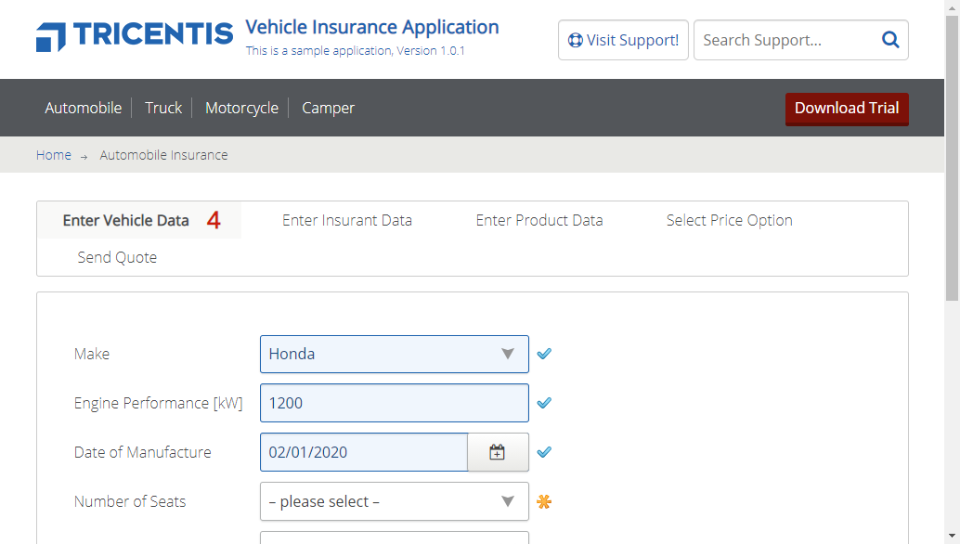 TRICENTIS
Vehicle Insurance Application
This is a sample application, Version 1.0.1
Visit Support!
Search Support...
Automobile
Truck
Motorcycle
Camper
Download Trial
Home → Automobile Insurance
Enter Vehicle Data 4
Enter Insurant Data
Enter Product Data
Select Price Option
Send Quote
Make
Honda
Engine Performance [kW]
1200
Date of Manufacture
02/01/2020
Number of Seats
– please select –